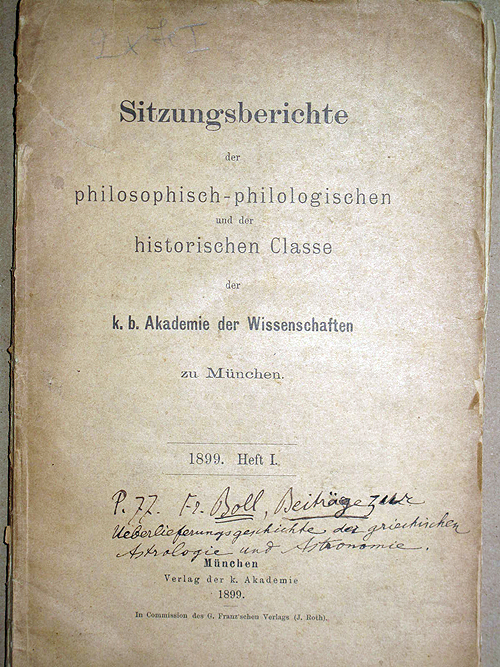 Sitzungsberichte
der
philosophisch-philologischen
und der
historischen Classe
der
k. b. Akademie der Wissenschaften
zu München.
1899. Heft I.
P. 77. Fr. Boll, Beiträge zur
Ueberlieferungsgeschichte der griechischen
Astrologie und Astronomie.
München
Verlag der k. Akademie
1899.
In Commission des G. Franz'schen Verlags (J. Roth).